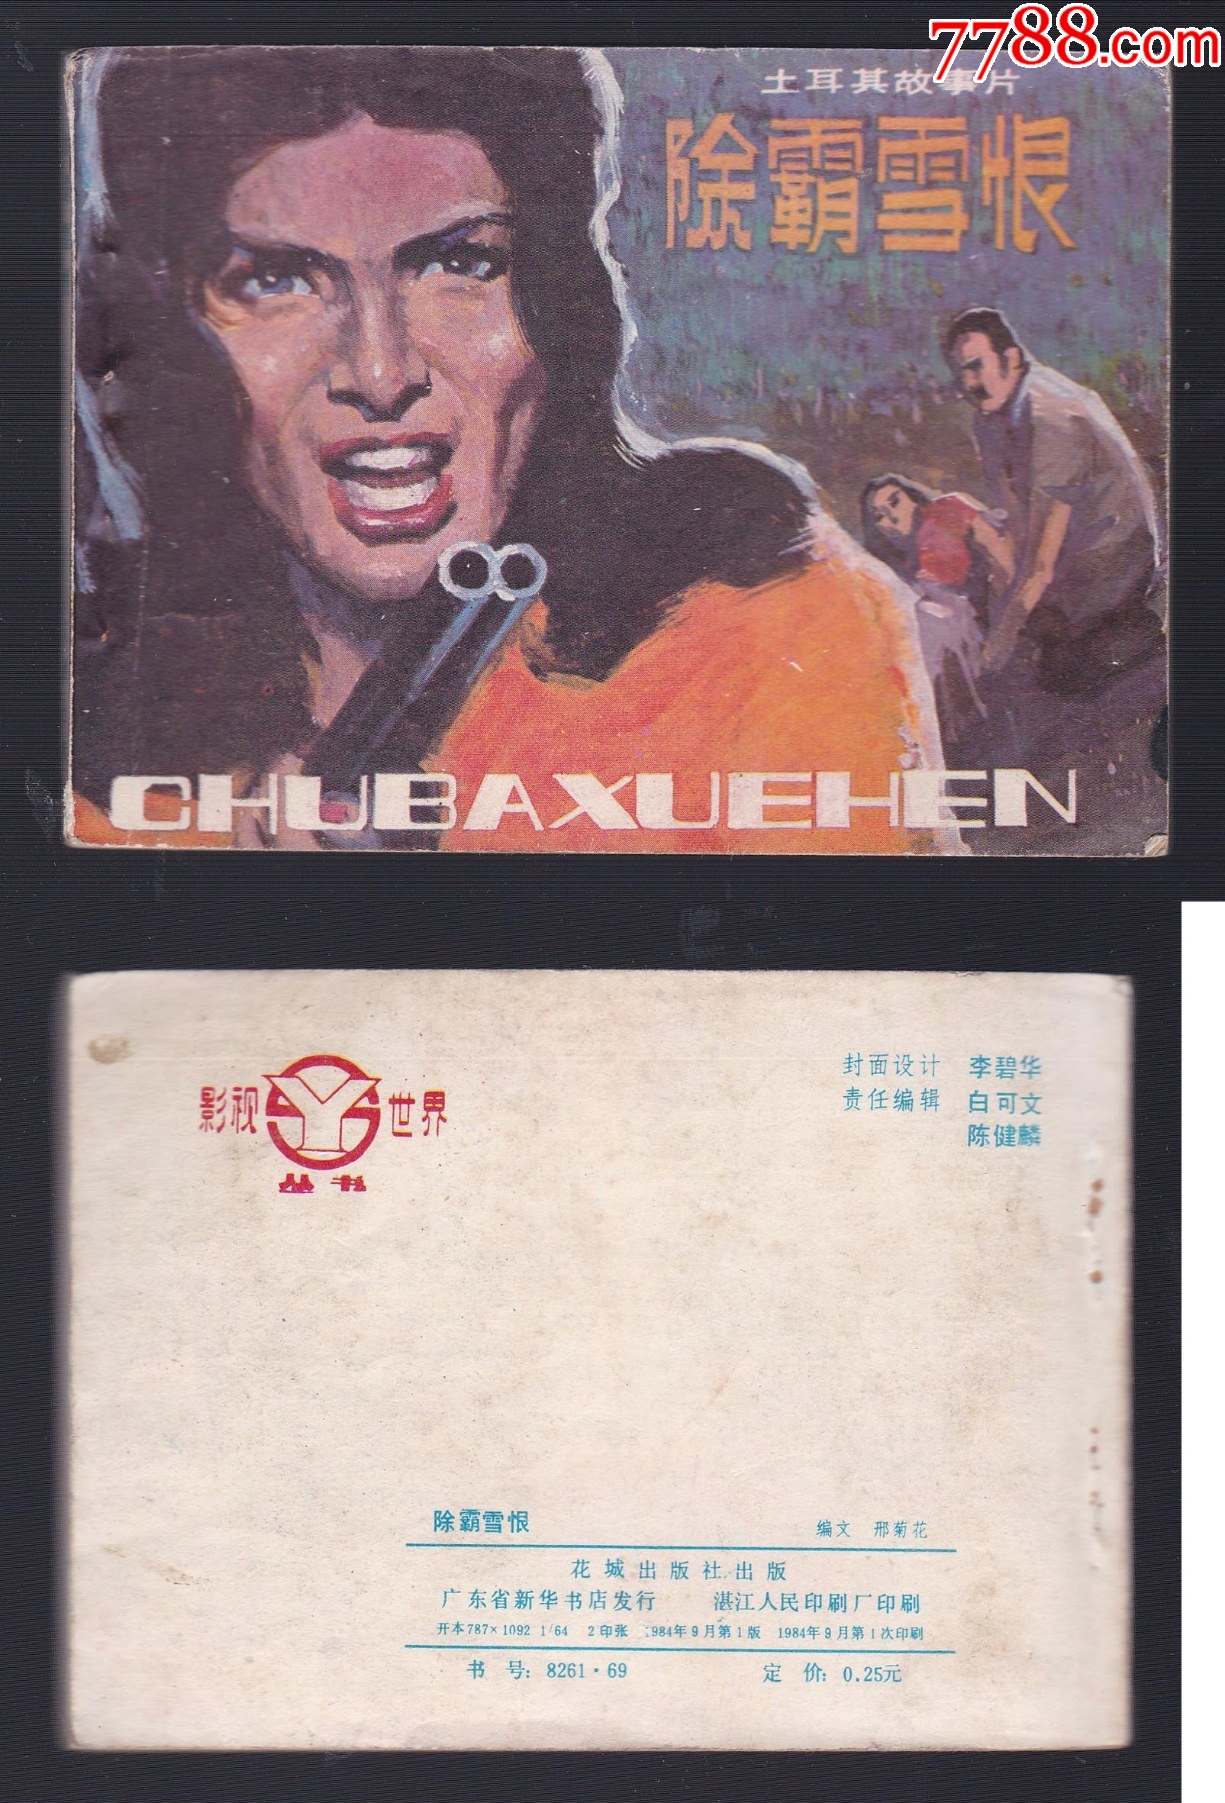 7788.com
土耳其故事片
除霸雪恨
CHUBAXUEHEN
影视世界
丛书
封面设计 李碧华
责任编辑 白可文
陈健麟
除霸雪恨 编文 邢菊花
花城出版社出版
广东省新华书店发行 湛江人民印刷厂印刷
开本787×1092 1/64 2印张 1984年9月第1版 1984年9月第1次印刷
书号:8261·69 定价:0.25元